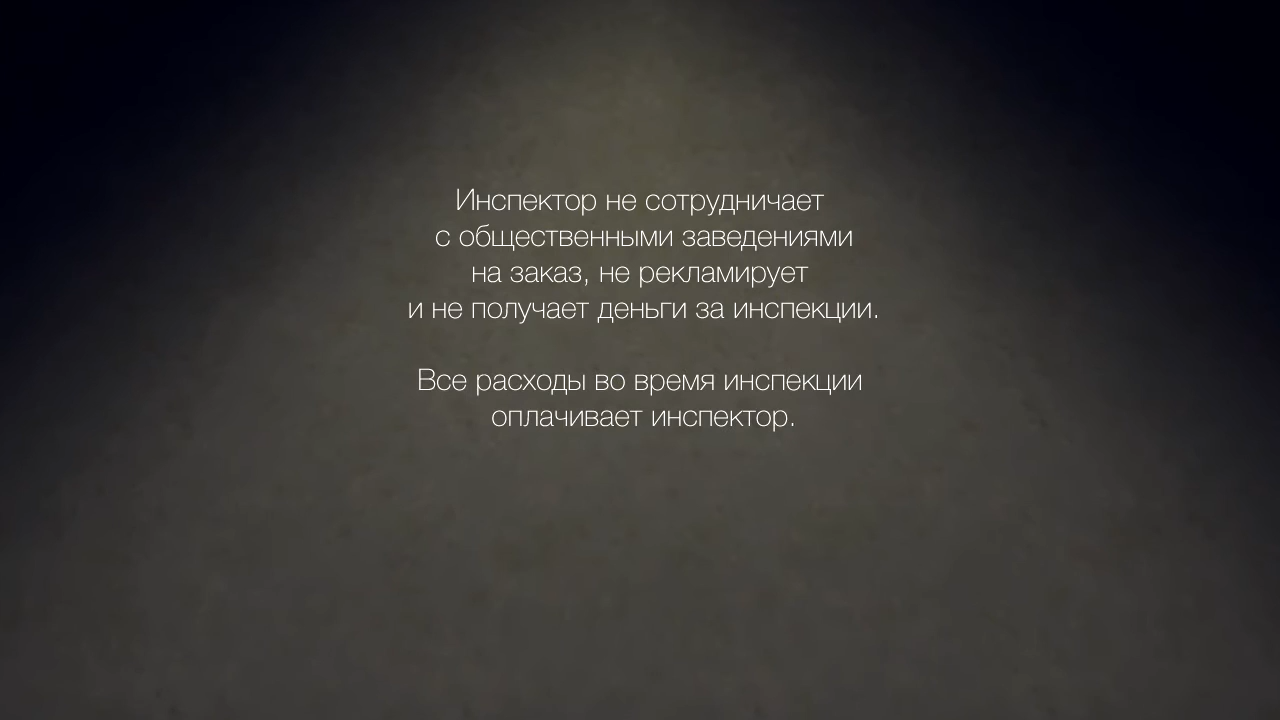 Инспектор не сотрудничает
с общественными заведениями
на заказ, не рекламирует
и не получает деньги за инспекции.
Все расходы во время инспекции
оплачивает инспектор.